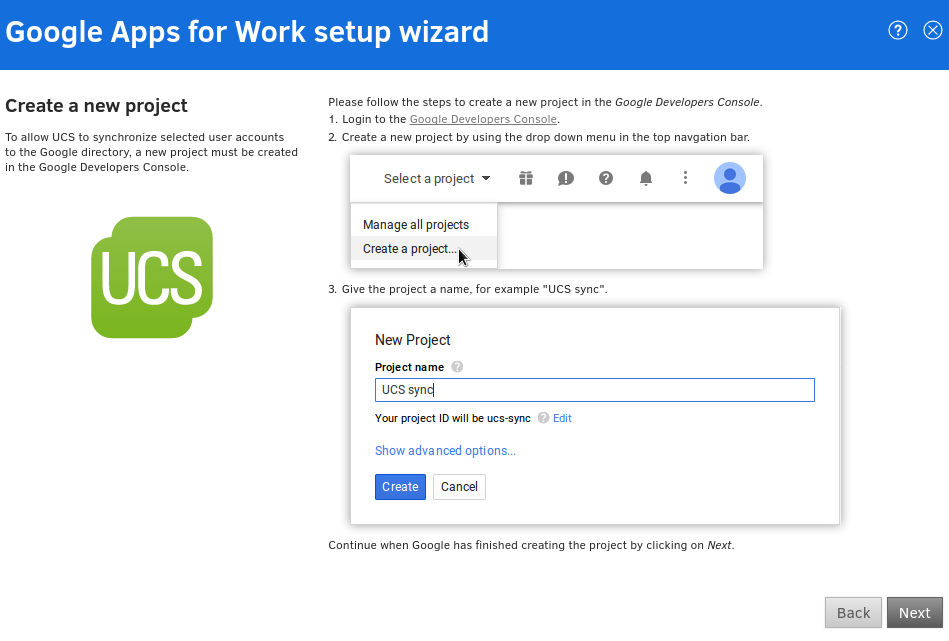 Google Apps for Work setup wizard
Create a new project
To allow UCS to synchronize selected user accounts
to the Google directory, a new project must be created
in the Google Developers Console.
UCS
Please follow the steps to create a new project in the Google Developers Console.
1. Login to the Google Developers Console.
2. Create a new project by using the drop down menu in the top navgation bar.
Select a project
Manage all projects
Create a project...
3. Give the project a name, for example "UCS sync".
New Project
Project name ?
UCS sync
Your project ID will be ucs-sync ? Edit
Show advanced options...
Create Cancel
Continue when Google has finished creating the project by clicking on Next.
Back Next